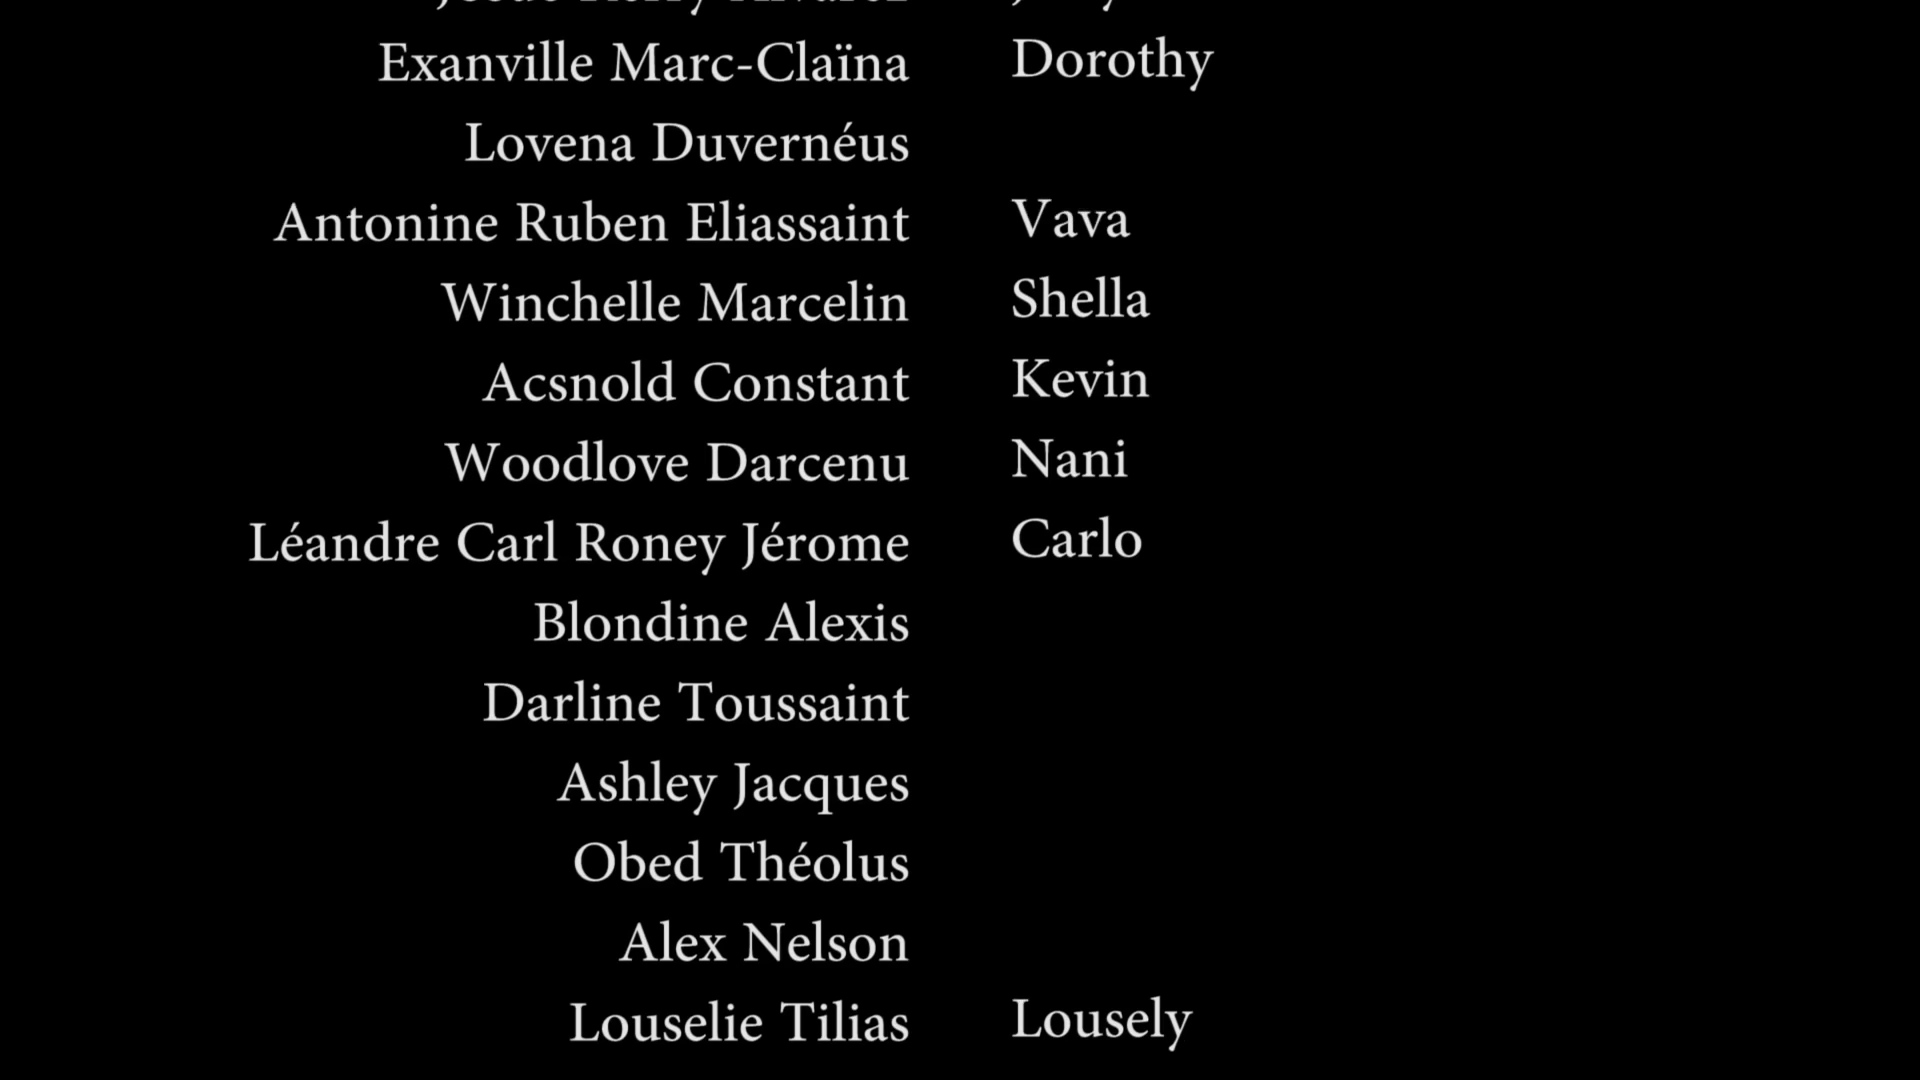 Exanville Marc-Claïna Dorothy
Lovena Duvernéus
Antonine Ruben Eliassaint Vava
Winchelle Marcelin Shella
Acsnold Constant Kevin
Woodlove Darcenu Nani
Léandre Carl Roney Jérome Carlo
Blondine Alexis
Darline Toussaint
Ashley Jacques
Obed Théolus
Alex Nelson
Louselie Tilias Lousely